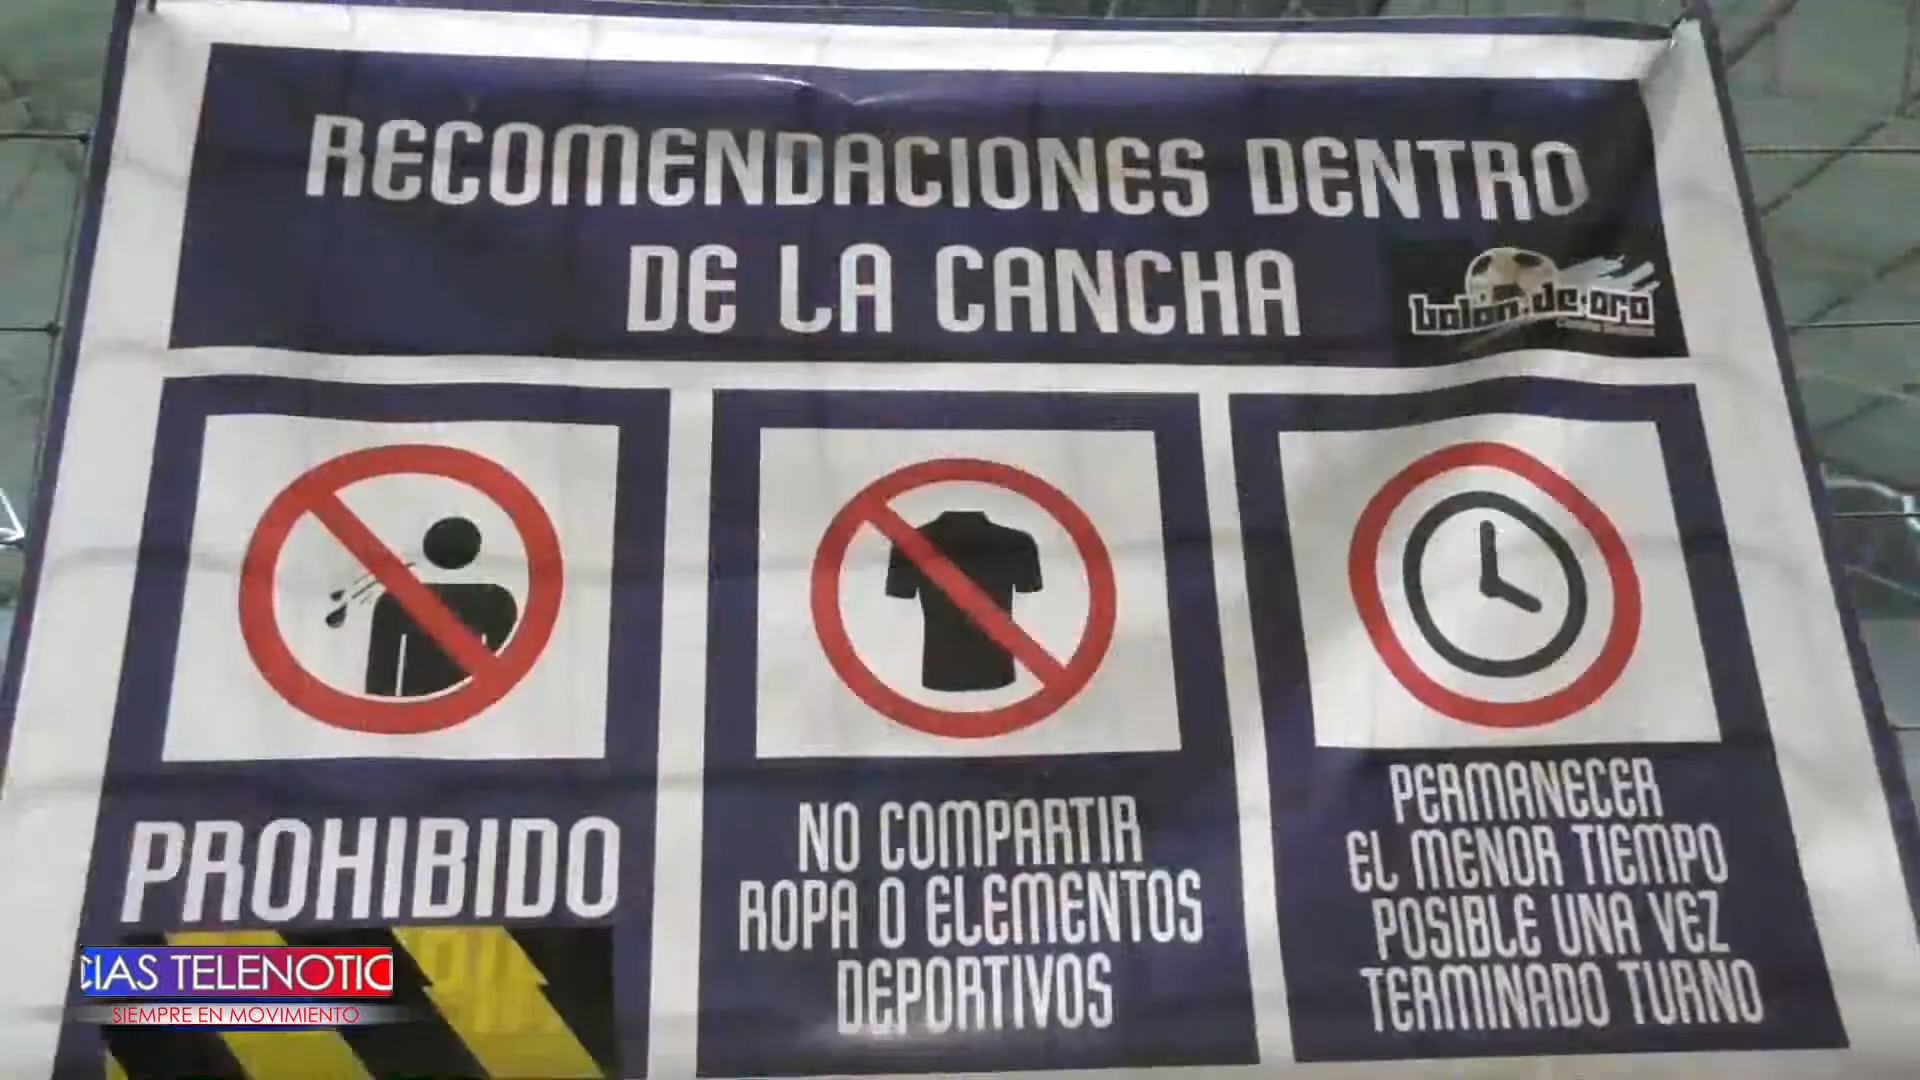 RECOMENDACIONES DENTRO
DE LA CANCHA
balón.de.oro
PROHIBIDO
NO COMPARTIR
ROPA O ELEMENTOS
DEPORTIVOS
PERMANECER
EL MENOR TIEMPO
POSIBLE UNA VEZ
TERMINADO TURNO
CIAS TELENOTIC
SIEMPRE EN MOVIMIENTO